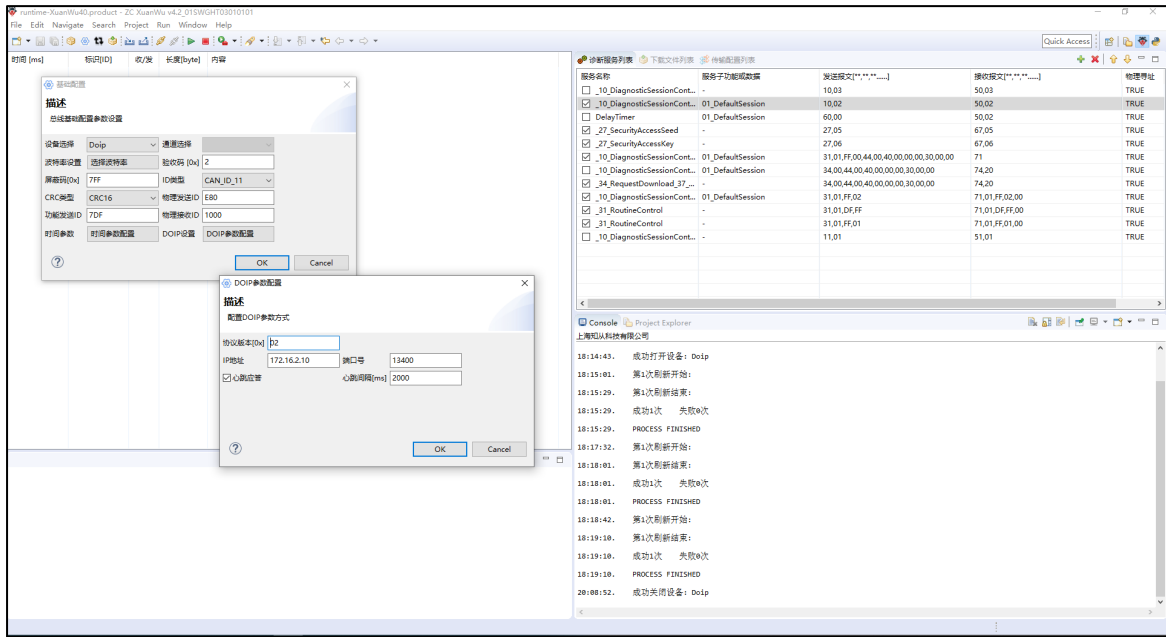 runtime-XuanWu40.product - ZC XuanWu v4.2_01SWGHT03010101
File Edit Navigate Search Project Run Window Help
Quick Access
时间 [ms] 标识[ID] 收/发 长度[byte] 内容
基础配置
描述
总线基础配置参数设置
设备选择 Doip 通道选择
波特率设置 选择波特率 验收码 [0x] 2
屏蔽码[0x] 7FF ID类型 CAN_ID_11
CRC类型 CRC16 物理发送ID E80
功能发送ID 7DF 物理接收ID 1000
时间参数 时间参数配置 DOIP设置 DOIP参数配置
OK Cancel
DOIP参数配置
描述
配置DOIP参数方式
协议版本[0x] 02
IP地址 172.16.2.10 端口号 13400
心跳应答 心跳间隔[ms] 2000
OK Cancel
诊断服务列表 下载文件列表 传输配置列表
服务名称 服务子功能或数据 发送报文[**,**,**......] 接收报文[**,**,**......] 物理寻址
_10_DiagnosticSessionCont... - 10,03 50,03 TRUE
_10_DiagnosticSessionCont... 01_DefaultSession 10,02 50,02 TRUE
DelayTimer 01_DefaultSession 60,00 50,02 TRUE
_27_SecurityAccessSeed - 27,05 67,05 TRUE
_27_SecurityAccessKey - 27,06 67,06 TRUE
_10_DiagnosticSessionCont... 01_DefaultSession 31,01,FF,00,44,00,40,00,00,00,30,00,00 71 TRUE
_10_DiagnosticSessionCont... 01_DefaultSession 34,00,44,00,40,00,00,00,30,00,00 74,20 TRUE
_34_RequestDownload_37_... - 34,00,44,00,40,00,00,00,30,00,00 74,20 TRUE
_10_DiagnosticSessionCont... 01_DefaultSession 31,01,FF,02 71,01,FF,02,00 TRUE
_31_RoutineControl - 31,01,DF,FF 71,01,DF,FF,00 TRUE
_31_RoutineControl - 31,01,FF,01 71,01,FF,01,00 TRUE
_10_DiagnosticSessionCont... - 11,01 51,01 TRUE
Console Project Explorer
上海知从科技有限公司
18:14:43. 成功打开设备: Doip
18:15:01. 第1次刷新开始:
18:15:29. 第1次刷新结束:
18:15:29. 成功1次 失败0次
18:15:29. PROCESS FINISHED
18:17:32. 第1次刷新开始:
18:18:01. 第1次刷新结束:
18:18:01. 成功1次 失败0次
18:18:01. PROCESS FINISHED
18:18:42. 第1次刷新开始:
18:19:10. 第1次刷新结束:
18:19:10. 成功1次 失败0次
18:19:10. PROCESS FINISHED
20:08:52. 成功关闭设备: Doip